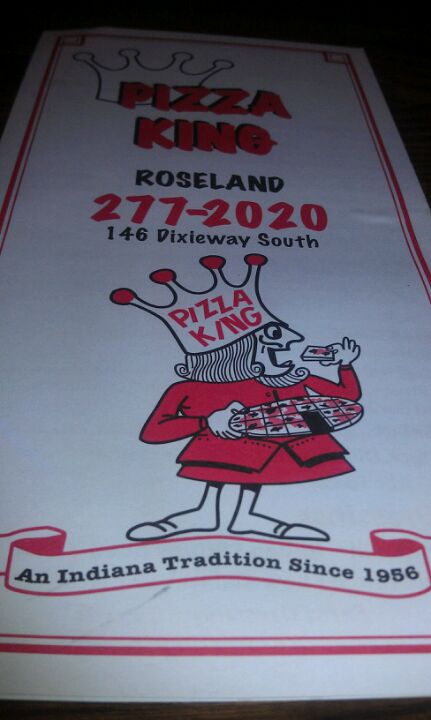 PIZZA
KING
ROSELAND
277-2020
146 Dixieway South
PIZZA
KING
An Indiana Tradition Since 1956